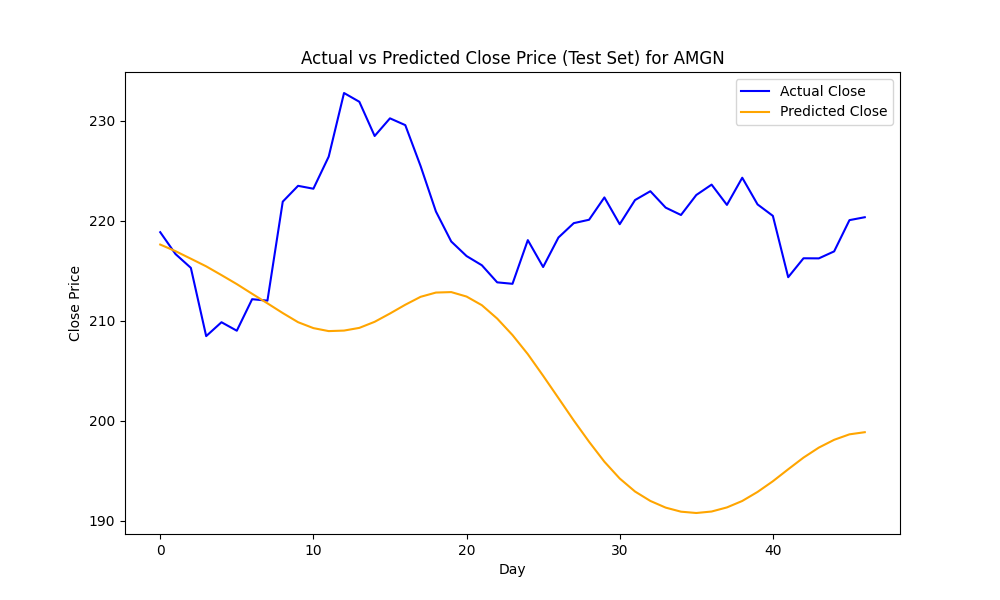 Actual vs Predicted Close Price (Test Set) for AMGN
Actual Close
Predicted Close
Close Price
230
220
210
200
190
0 10 20 30 40
Day